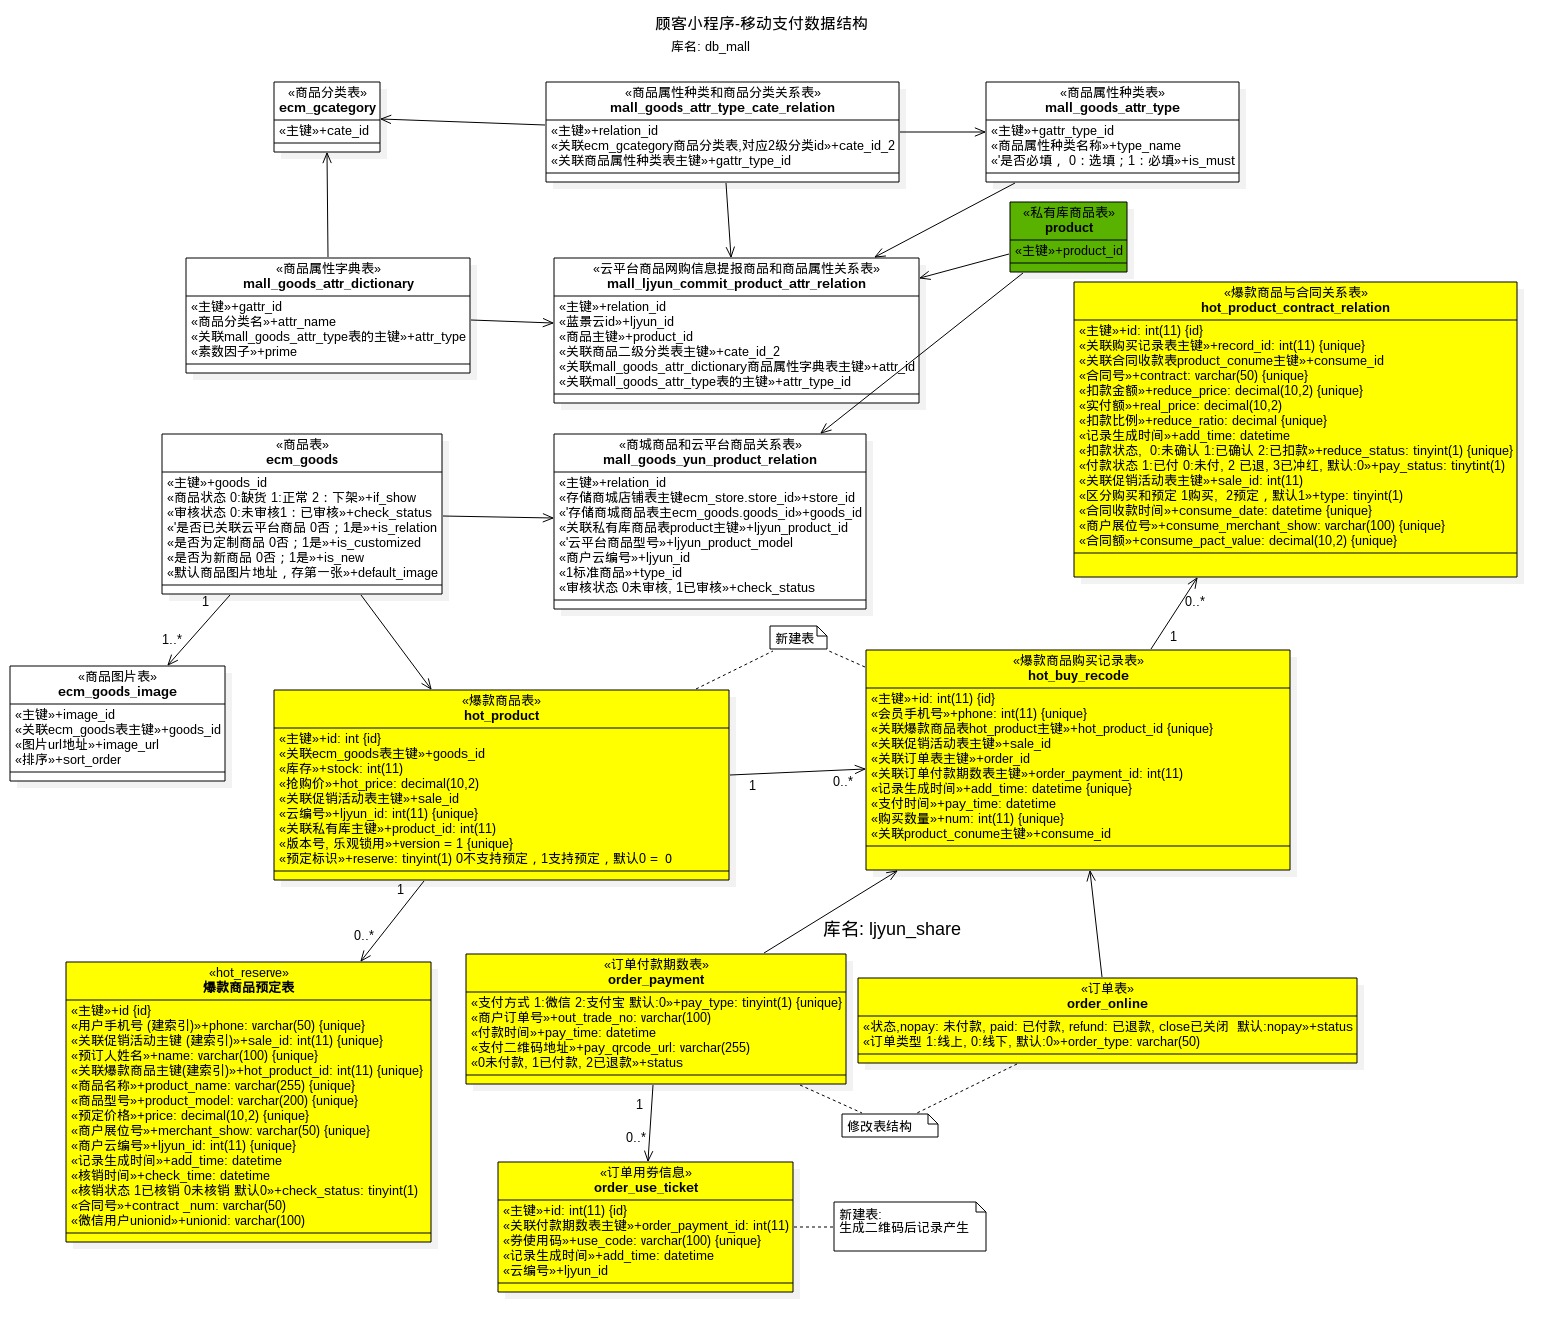 顾客小程序-移动支付数据结构
库名: db_mall
«商品分类表»
ecm_gcategory
«主键»+cate_id
«商品属性种类和商品分类关系表»
mall_goods_attr_type_cate_relation
«主键»+relation_id
«关联ecm_gcategory商品分类表,对应2级分类id»+cate_id_2
«关联商品属性种类表主键»+gattr_type_id
«商品属性种类表»
mall_goods_attr_type
«主键»+gattr_type_id
«商品属性种类名称»+type_name
«'是否必填， 0：选填；1：必填»+is_must
«私有库商品表»
product
«主键»+product_id
«商品属性字典表»
mall_goods_attr_dictionary
«主键»+gattr_id
«商品分类名»+attr_name
«关联mall_goods_attr_type表的主键»+attr_type
«素数因子»+prime
«云平台商品网购信息提报商品和商品属性关系表»
mall_ljyun_commit_product_attr_relation
«主键»+relation_id
«蓝景云id»+ljyun_id
«商品主键»+product_id
«关联商品二级分类表主键»+cate_id_2
«关联mall_goods_attr_dictionary商品属性字典表主键»+attr_id
«关联mall_goods_attr_type表的主键»+attr_type_id
«爆款商品与合同关系表»
hot_product_contract_relation
«主键»+id: int(11) {id}
«关联购买记录表主键»+record_id: int(11) {unique}
«关联合同收款表product_conume主键»+consume_id
«合同号»+contract: varchar(50) {unique}
«扣款金额»+reduce_price: decimal(10,2) {unique}
«实付额»+real_price: decimal(10,2)
«扣款比例»+reduce_ratio: decimal {unique}
«记录生成时间»+add_time: datetime
«扣款状态,  0:未确认 1:已确认 2:已扣款»+reduce_status: tinyint(1) {unique}
«付款状态 1:已付 0:未付, 2 已退, 3已冲红, 默认:0»+pay_status: tinytint(1)
«关联促销活动表主键»+sale_id: int(11)
«区分购买和预定 1购买,  2预定，默认1»+type: tinyint(1)
«合同收款时间»+consume_date: datetime {unique}
«商户展位号»+consume_merchant_show: varchar(100) {unique}
«合同额»+consume_pact_value: decimal(10,2) {unique}
«商品表»
ecm_goods
«主键»+goods_id
«商品状态 0:缺货 1:正常 2：下架»+if_show
«审核状态 0:未审核1：已审核»+check_status
«'是否已关联云平台商品 0否；1是»+is_relation
«是否为定制商品 0否；1是»+is_customized
«是否为新商品 0否；1是»+is_new
«默认商品图片地址，存第一张»+default_image
«商城商品和云平台商品关系表»
mall_goods_yun_product_relation
«主键»+relation_id
«存储商城店铺表主键ecm_store.store_id»+store_id
«'存储商城商品表主ecm_goods.goods_id»+goods_id
«关联私有库商品表product主键»+ljyun_product_id
«'云平台商品型号»+ljyun_product_model
«商户云编号»+ljyun_id
«1标准商品»+type_id
«审核状态 0未审核, 1已审核»+check_status
1
1..*
0..*
1
新建表
«商品图片表»
ecm_goods_image
«主键»+image_id
«关联ecm_goods表主键»+goods_id
«图片url地址»+image_url
«排序»+sort_order
«爆款商品表»
hot_product
«主键»+id: int {id}
«关联ecm_goods表主键»+goods_id
«库存»+stock: int(11)
«抢购价»+hot_price: decimal(10,2)
«关联促销活动表主键»+sale_id
«云编号»+ljyun_id: int(11) {unique}
«关联私有库主键»+product_id: int(11)
«版本号, 乐观锁用»+version = 1 {unique}
«预定标识»+reserve: tinyint(1) 0不支持预定，1支持预定，默认0 =  0
1
0..*
«爆款商品购买记录表»
hot_buy_recode
«主键»+id: int(11) {id}
«会员手机号»+phone: int(11) {unique}
«关联爆款商品表hot_product主键»+hot_product_id {unique}
«关联促销活动表主键»+sale_id
«关联订单表主键»+order_id
«关联订单付款期数表主键»+order_payment_id: int(11)
«记录生成时间»+add_time: datetime {unique}
«支付时间»+pay_time: datetime
«购买数量»+num: int(11) {unique}
«关联product_conume主键»+consume_id
1
0..*
库名: ljyun_share
«hot_reserve»
爆款商品预定表
«主键»+id {id}
«用户手机号 (建索引)»+phone: varchar(50) {unique}
«关联促销活动主键 (建索引)»+sale_id: int(11) {unique}
«预订人姓名»+name: varchar(100) {unique}
«关联爆款商品主键(建索引)»+hot_product_id: int(11) {unique}
«商品名称»+product_name: varchar(255) {unique}
«商品型号»+product_model: varchar(200) {unique}
«预定价格»+price: decimal(10,2) {unique}
«商户展位号»+merchant_show: varchar(50) {unique}
«商户云编号»+ljyun_id: int(11) {unique}
«记录生成时间»+add_time: datetime
«核销时间»+check_time: datetime
«核销状态 1已核销 0未核销 默认0»+check_status: tinyint(1)
«合同号»+contract _num: varchar(50)
«微信用户unionid»+unionid: varchar(100)
«订单付款期数表»
order_payment
«支付方式 1:微信 2:支付宝 默认:0»+pay_type: tinyint(1) {unique}
«商户订单号»+out_trade_no: varchar(100)
«付款时间»+pay_time: datetime
«支付二维码地址»+pay_qrcode_url: varchar(255)
«0未付款, 1已付款, 2已退款»+status
«订单表»
order_online
«状态,nopay: 未付款, paid: 已付款, refund: 已退款, close已关闭  默认:nopay»+status
«订单类型 1:线上, 0:线下, 默认:0»+order_type: varchar(50)
1
0..*
修改表结构
«订单用券信息»
order_use_ticket
«主键»+id: int(11) {id}
«关联付款期数表主键»+order_payment_id: int(11)
«券使用码»+use_code: varchar(100) {unique}
«记录生成时间»+add_time: datetime
«云编号»+ljyun_id
新建表:
生成二维码后记录产生